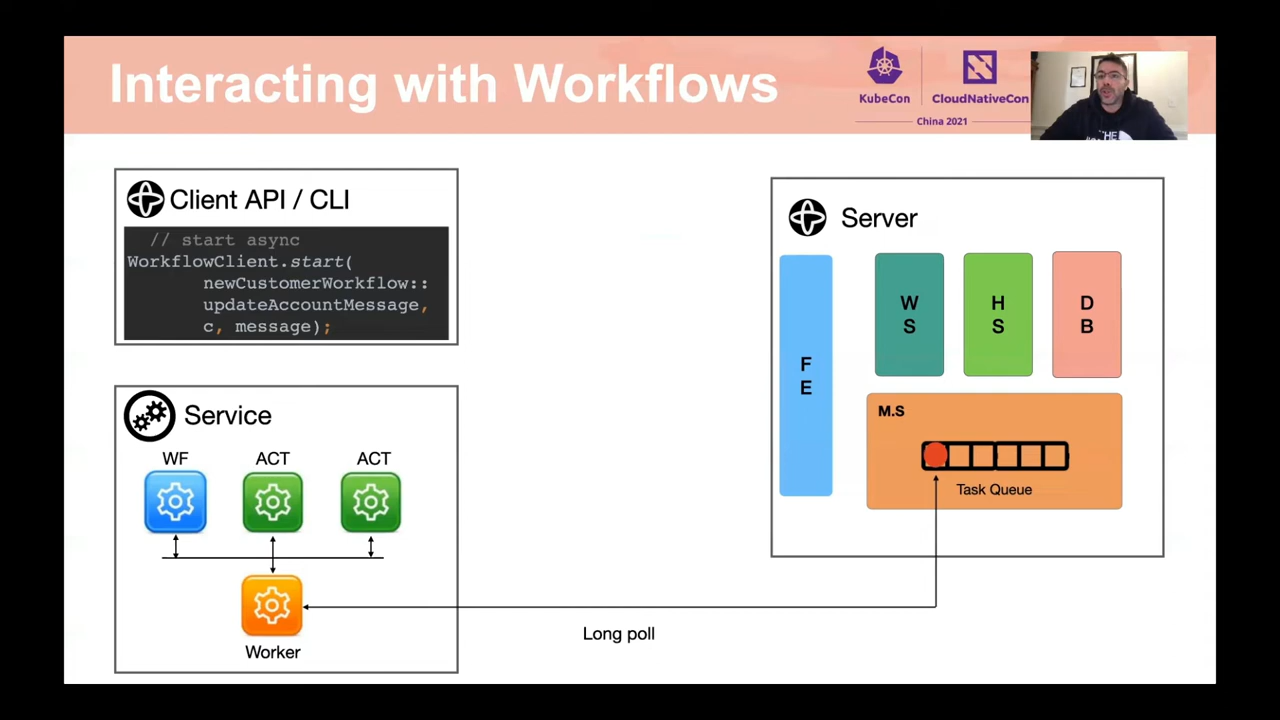 Interacting with Workflows
KubeCon
CloudNativeCon
China 2021
THE
Client API / CLI
// start async
WorkflowClient.start(
newCustomerWorkflow::
updateAccountMessage,
c, message);
Service
WF
ACT
ACT
Worker
Long poll
Server
F
E
W
S
H
S
D
B
M.S
Task Queue